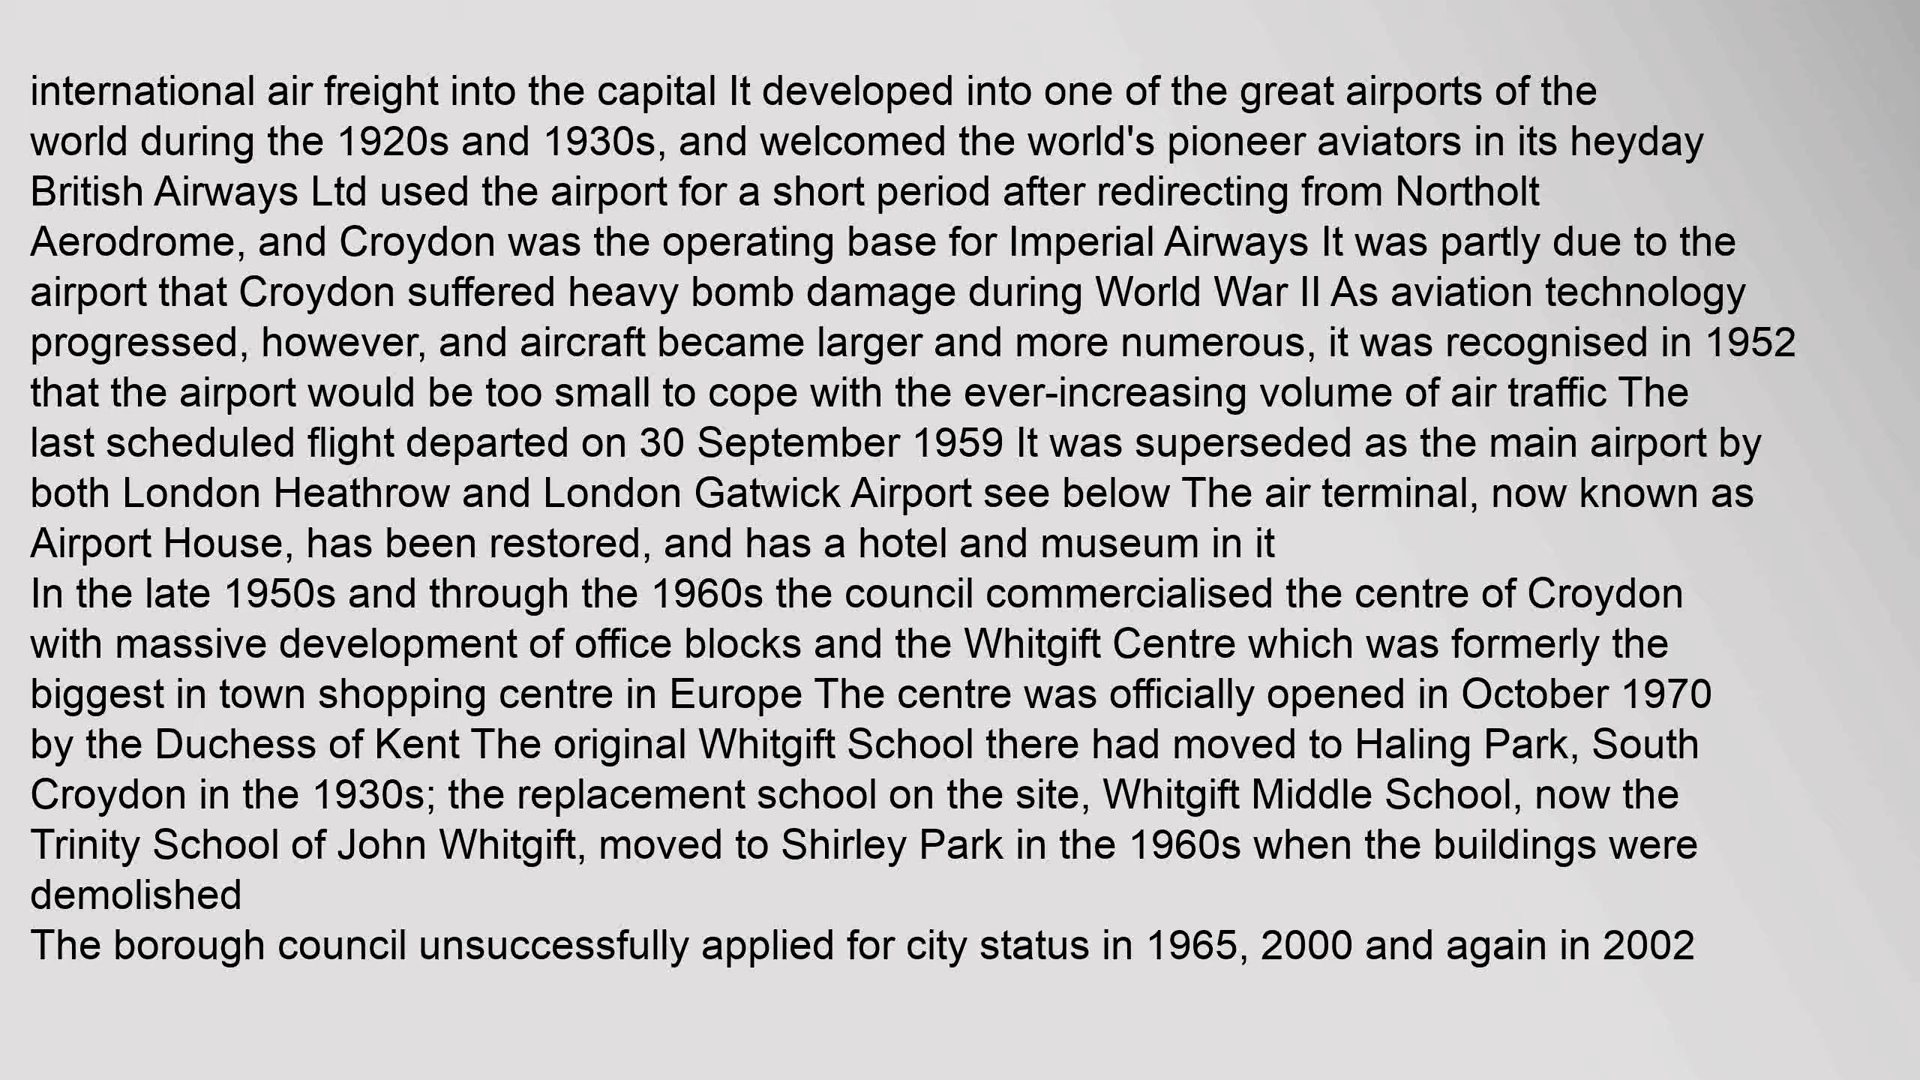 international air freight into the capital It developed into one of the great airports of the
world during the 1920s and 1930s, and welcomed the world's pioneer aviators in its heyday
British Airways Ltd used the airport for a short period after redirecting from Northolt
Aerodrome, and Croydon was the operating base for Imperial Airways It was partly due to the
airport that Croydon suffered heavy bomb damage during World War II As aviation technology
progressed, however, and aircraft became larger and more numerous, it was recognised in 1952
that the airport would be too small to cope with the ever-increasing volume of air traffic The
last scheduled flight departed on 30 September 1959 It was superseded as the main airport by
both London Heathrow and London Gatwick Airport see below The air terminal, now known as
Airport House, has been restored, and has a hotel and museum in it
In the late 1950s and through the 1960s the council commercialised the centre of Croydon
with massive development of office blocks and the Whitgift Centre which was formerly the
biggest in town shopping centre in Europe The centre was officially opened in October 1970
by the Duchess of Kent The original Whitgift School there had moved to Haling Park, South
Croydon in the 1930s; the replacement school on the site, Whitgift Middle School, now the
Trinity School of John Whitgift, moved to Shirley Park in the 1960s when the buildings were
demolished
The borough council unsuccessfully applied for city status in 1965, 2000 and again in 2002